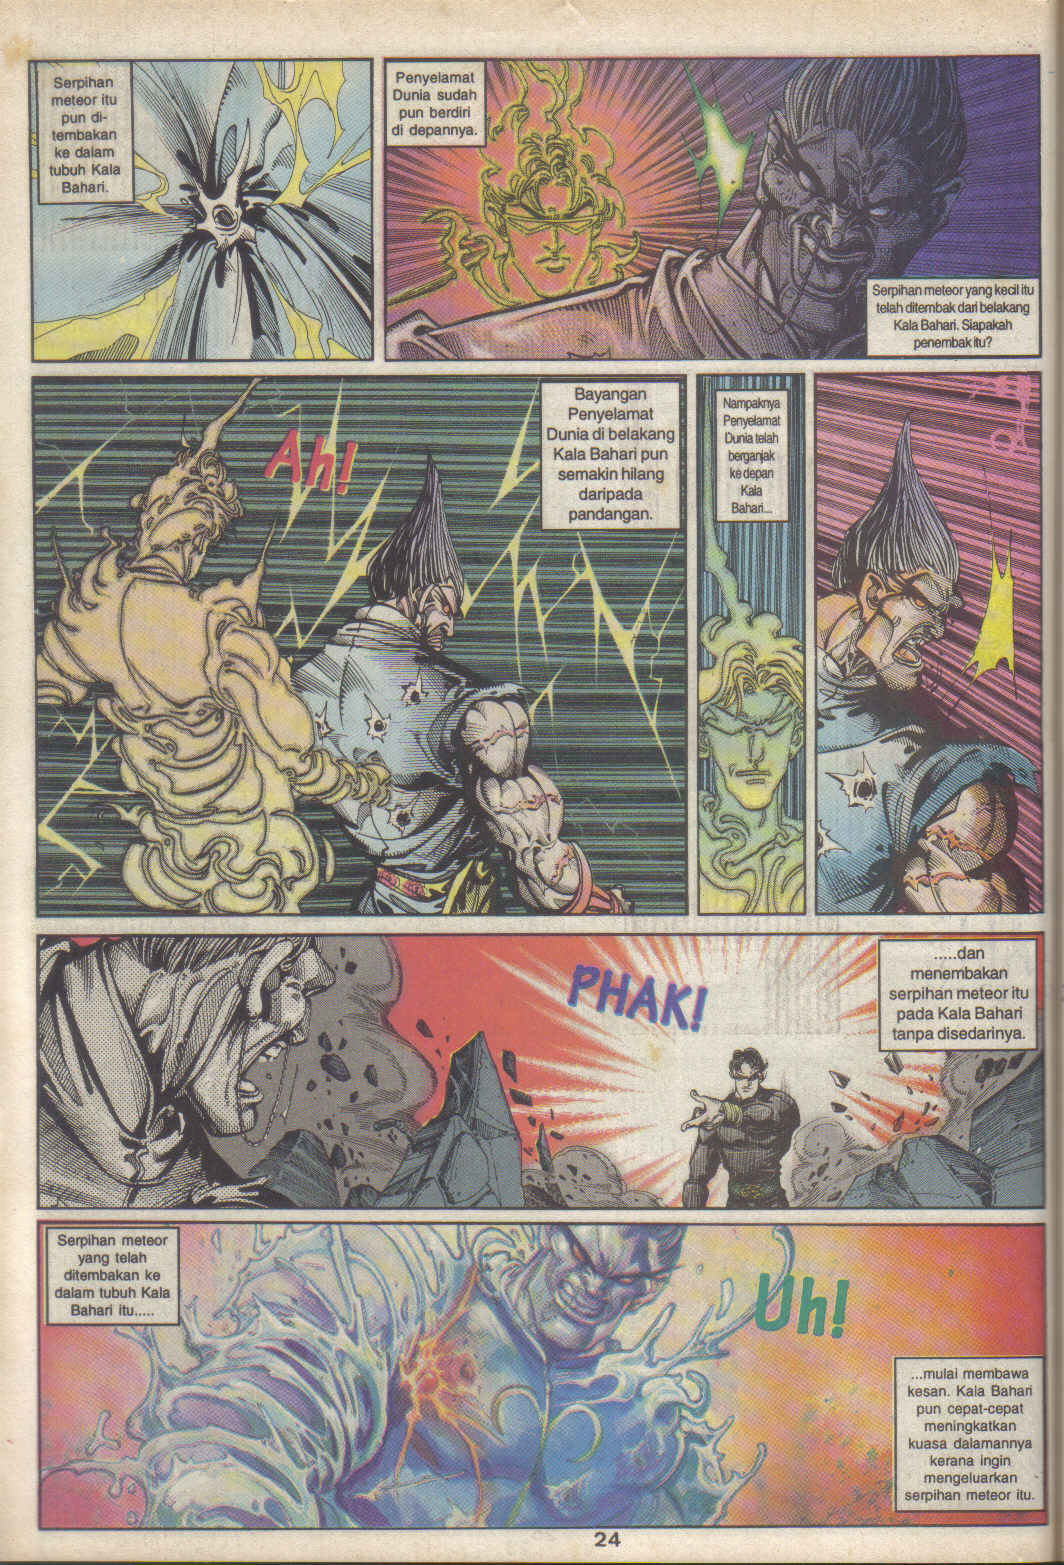 Serpihan
meteor itu
pun di-
tembakan
ke dalam
tubuh Kala
Bahari.
Penyelamat
Dunia sudah
pun berdiri
di depannya.
Serpihan meteor yang kecil itu
telah ditembak dari belakang
Kala Bahari. Siapakah
penembak itu?
Ah!
Bayangan
Penyelamat
Dunia di belakang
Kala Bahari pun
semakin hilang
daripada
pandangan.
Nampaknya
Penyelamat
Dunia telah
berganjak
ke depan
Kala
Bahari...
PHAK!
.....dan
menembakan
serpihan meteor itu
pada Kala Bahari
tanpa disedarinya.
Serpihan meteor
yang telah
ditembakan ke
dalam tubuh Kala
Bahari itu.....
Uh!
...mulai membawa
kesan. Kala Bahari
pun cepat-cepat
meningkatkan
kuasa dalamannya
kerana ingin
mengeluarkan
serpihan meteor itu.
24